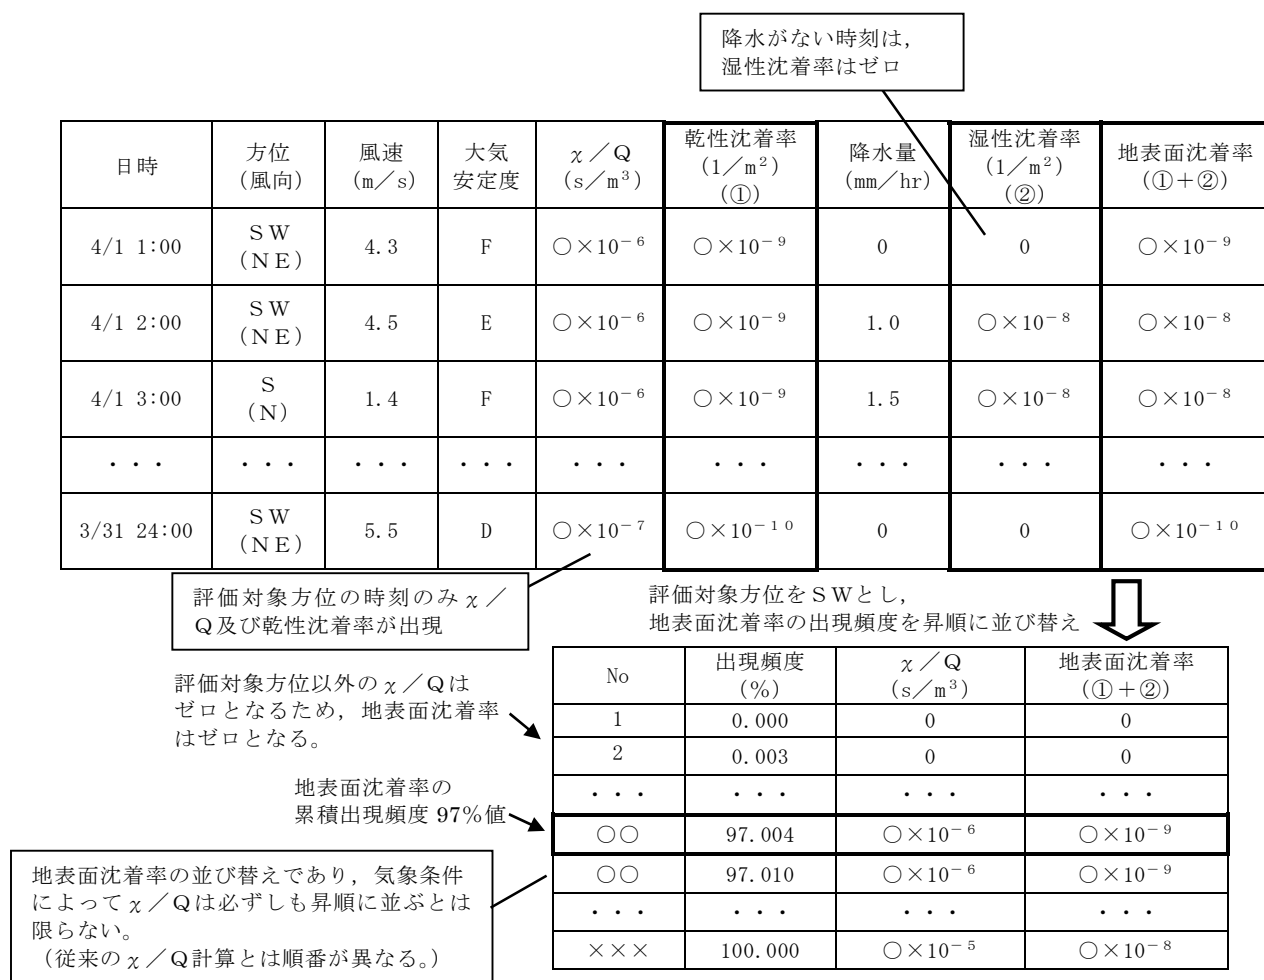 降水がない時刻は，
湿性沈着率はゼロ
日時
方位
(風向)
風速
(m／s)
大気
安定度
χ／Q
(s／m³)
乾性沈着率
(1／m²)
(①)
降水量
(mm／hr)
湿性沈着率
(1／m²)
(②)
地表面沈着率
(①＋②)
4/1 1:00
ＳＷ
(ＮＥ)
4.3
F
○×10⁻⁶
○×10⁻⁹
0
0
○×10⁻⁹
4/1 2:00
ＳＷ
(ＮＥ)
4.5
E
○×10⁻⁶
○×10⁻⁹
1.0
○×10⁻⁸
○×10⁻⁸
4/1 3:00
Ｓ
(Ｎ)
1.4
F
○×10⁻⁶
○×10⁻⁹
1.5
○×10⁻⁸
○×10⁻⁸
・・・
・・・
・・・
・・・
・・・
・・・
・・・
・・・
・・・
3/31 24:00
ＳＷ
(ＮＥ)
5.5
D
○×10⁻⁷
○×10⁻¹⁰
0
0
○×10⁻¹⁰
評価対象方位の時刻のみχ／
Q及び乾性沈着率が出現
評価対象方位をＳＷとし，
地表面沈着率の出現頻度を昇順に並び替え
評価対象方位以外のχ／Qは
ゼロとなるため，地表面沈着率
はゼロとなる。
地表面沈着率の
累積出現頻度 97%値
地表面沈着率の並び替えであり，気象条件
によってχ／Qは必ずしも昇順に並ぶとは
限らない。
（従来のχ／Q計算とは順番が異なる。）
No
出現頻度
(%)
χ／Q
(s／m³)
地表面沈着率
(①＋②)
1
0.000
0
0
2
0.003
0
0
・・・
・・・
・・・
・・・
○○
97.004
○×10⁻⁶
○×10⁻⁹
○○
97.010
○×10⁻⁶
○×10⁻⁹
・・・
・・・
・・・
・・・
×××
100.000
○×10⁻⁵
○×10⁻⁸